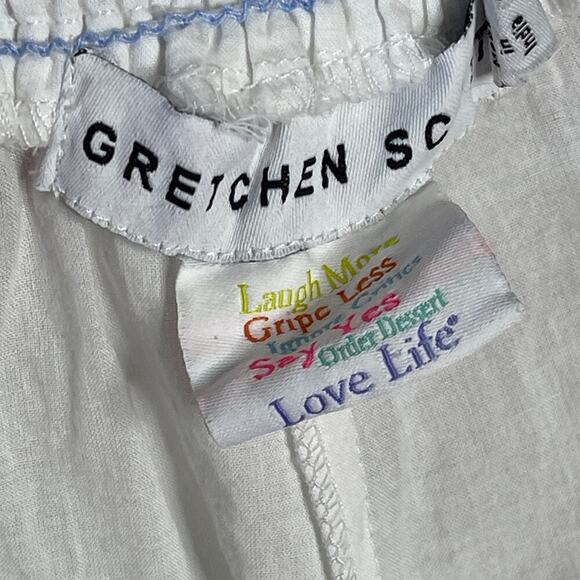 GRETCHEN SC
Laugh More
Gripe Less
Ignore Critics
Say Yes
Order Dessert
Love Life®